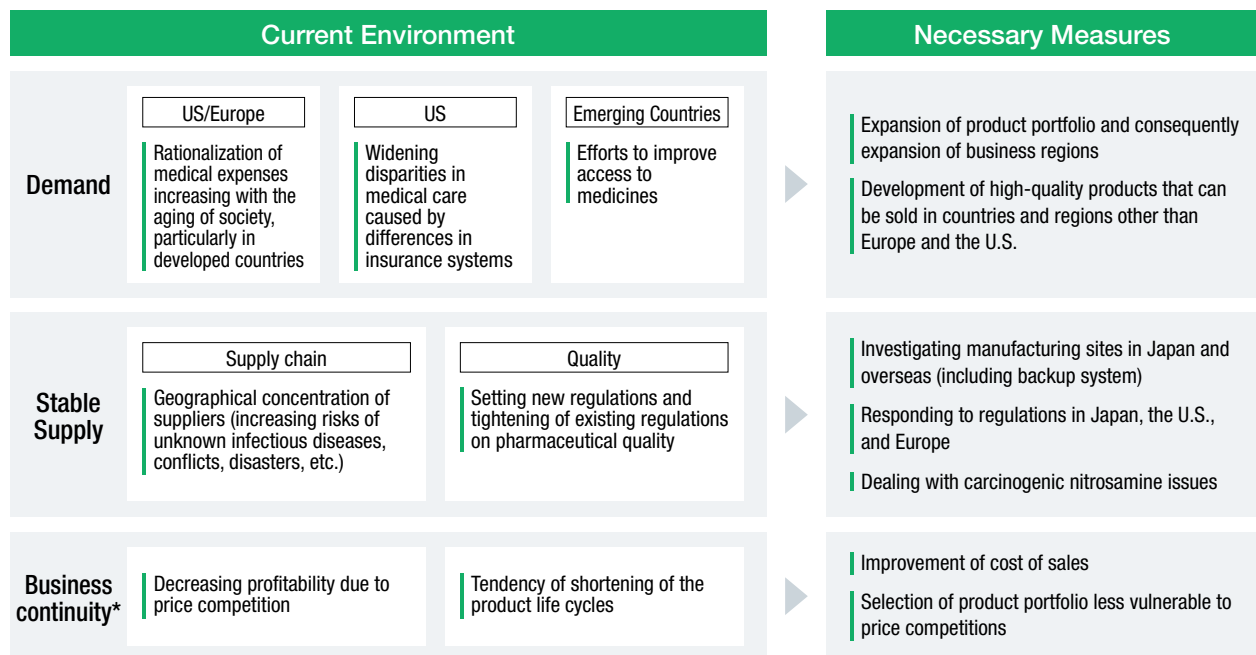 Current Environment
Necessary Measures
Demand
US/Europe
Rationalization of
medical expenses
increasing with the
aging of society,
particularly in
developed countries
US
Widening
disparities in
medical care
caused by
differences in
insurance systems
Emerging Countries
Efforts to improve
access to
medicines
Expansion of product portfolio and consequently
expansion of business regions
Development of high-quality products that can
be sold in countries and regions other than
Europe and the U.S.
Stable
Supply
Supply chain
Geographical concentration of
suppliers (increasing risks of
unknown infectious diseases,
conflicts, disasters, etc.)
Quality
Setting new regulations and
tightening of existing regulations
on pharmaceutical quality
Investigating manufacturing sites in Japan and
overseas (including backup system)
Responding to regulations in Japan, the U.S.,
and Europe
Dealing with carcinogenic nitrosamine issues
Business
continuity*
Decreasing profitability due to
price competition
Tendency of shortening of the
product life cycles
Improvement of cost of sales
Selection of product portfolio less vulnerable to
price competitions